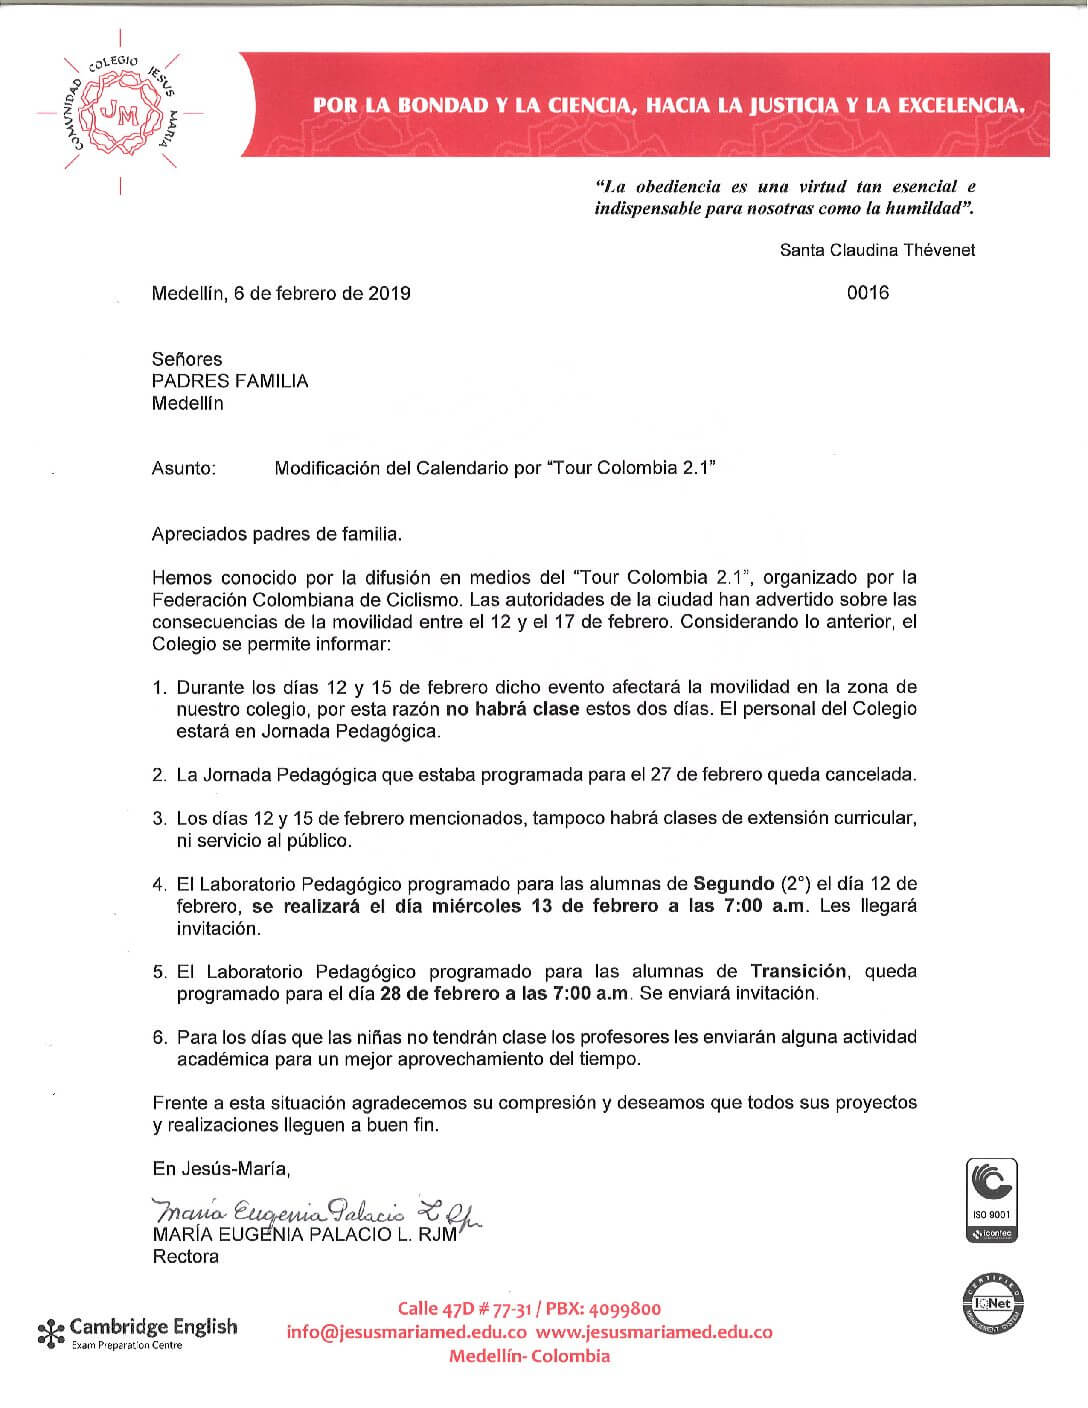 COMUNIDAD COLEGIO JESUS MARIA
JM
POR LA BONDAD Y LA CIENCIA, HACIA LA JUSTICIA Y LA EXCELENCIA.
“La obediencia es una virtud tan esencial e
indispensable para nosotras como la humildad”.
Santa Claudina Thévenet
Medellín, 6 de febrero de 2019 0016
Señores
PADRES FAMILIA
Medellín
Asunto: Modificación del Calendario por “Tour Colombia 2.1”
Apreciados padres de familia.
Hemos conocido por la difusión en medios del “Tour Colombia 2.1”, organizado por la
Federación Colombiana de Ciclismo. Las autoridades de la ciudad han advertido sobre las
consecuencias de la movilidad entre el 12 y el 17 de febrero. Considerando lo anterior, el
Colegio se permite informar:
1. Durante los días 12 y 15 de febrero dicho evento afectará la movilidad en la zona de
nuestro colegio, por esta razón no habrá clase estos dos días. El personal del Colegio
estará en Jornada Pedagógica.
2. La Jornada Pedagógica que estaba programada para el 27 de febrero queda cancelada.
3. Los días 12 y 15 de febrero mencionados, tampoco habrá clases de extensión curricular,
ni servicio al público.
4. El Laboratorio Pedagógico programado para las alumnas de Segundo (2°) el día 12 de
febrero, se realizará el día miércoles 13 de febrero a las 7:00 a.m. Les llegará
invitación.
5. El Laboratorio Pedagógico programado para las alumnas de Transición, queda
programado para el día 28 de febrero a las 7:00 a.m. Se enviará invitación.
6. Para los días que las niñas no tendrán clase los profesores les enviarán alguna actividad
académica para un mejor aprovechamiento del tiempo.
Frente a esta situación agradecemos su compresión y deseamos que todos sus proyectos
y realizaciones lleguen a buen fin.
En Jesús-María,
María Eugenia Palacio L
MARÍA EUGENIA PALACIO L. RJM
Rectora
ISO 9001
icontec
CERTIFIED
IQNet
MANAGEMENT SYSTEM
Cambridge English
Exam Preparation Centre
Calle 47D # 77-31 / PBX: 4099800
info@jesusmariamed.edu.co www.jesusmariamed.edu.co
Medellín- Colombia